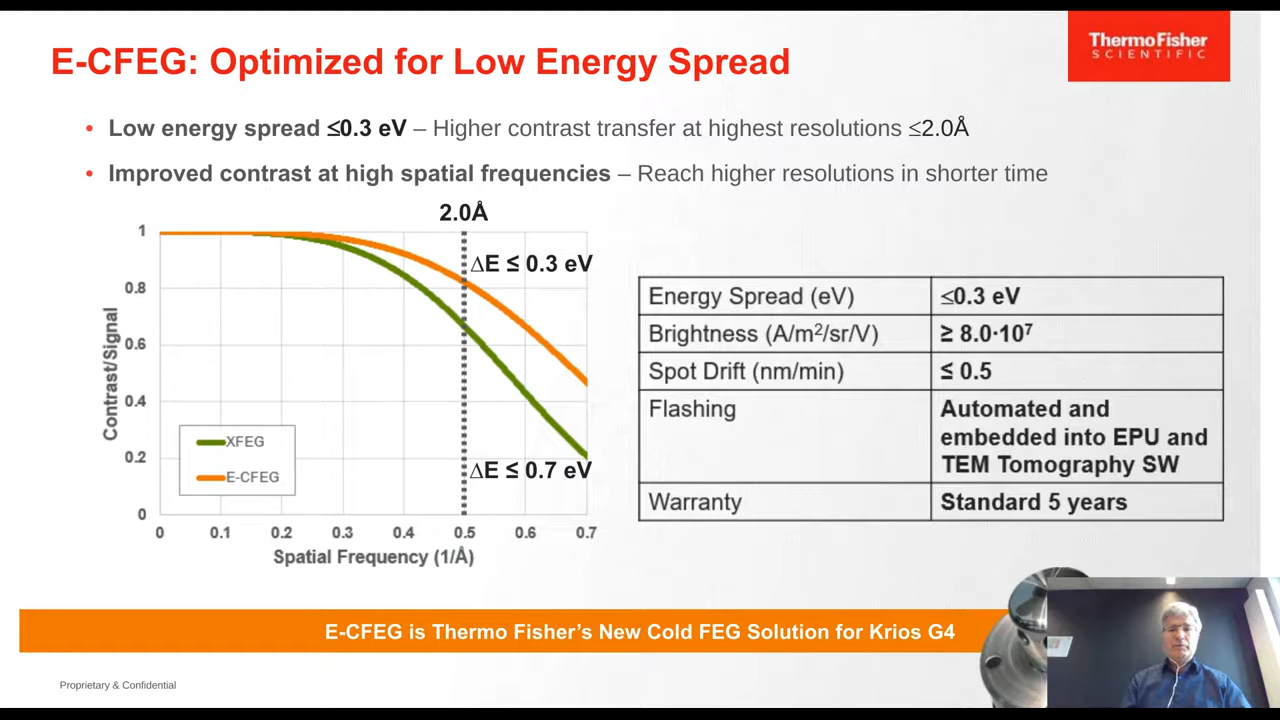 E-CFEG: Optimized for Low Energy Spread
ThermoFisher
SCIENTIFIC
• Low energy spread ≤0.3 eV – Higher contrast transfer at highest resolutions ≤2.0Å
• Improved contrast at high spatial frequencies – Reach higher resolutions in shorter time
2.0Å
1
0.8
0.6
0.4
0.2
0
Contrast/Signal
ΔE ≤ 0.3 eV
ΔE ≤ 0.7 eV
XFEG
E-CFEG
0 0.1 0.2 0.3 0.4 0.5 0.6 0.7
Spatial Frequency (1/Å)
Energy Spread (eV) ≤0.3 eV
Brightness (A/m²/sr/V) ≥ 8.0·10⁷
Spot Drift (nm/min) ≤ 0.5
Flashing Automated and
embedded into EPU and
TEM Tomography SW
Warranty Standard 5 years
E-CFEG is Thermo Fisher’s New Cold FEG Solution for Krios G4
Proprietary & Confidential